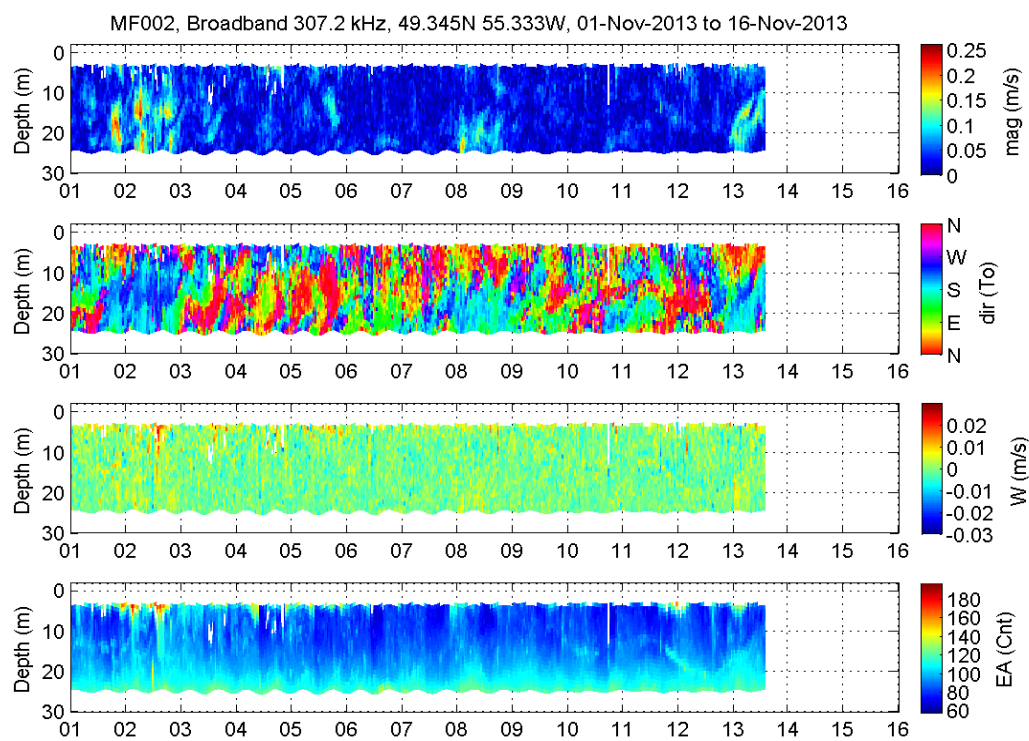 MF002, Broadband 307.2 kHz, 49.345N 55.333W, 01-Nov-2013 to 16-Nov-2013
Depth (m)
0
10
20
30
01 02 03 04 05 06 07 08 09 10 11 12 13 14 15 16
0.25
0.2
0.15
0.1
0.05
0
mag (m/s)
Depth (m)
0
10
20
30
01 02 03 04 05 06 07 08 09 10 11 12 13 14 15 16
N
W
S
E
N
dir (To)
Depth (m)
0
10
20
30
01 02 03 04 05 06 07 08 09 10 11 12 13 14 15 16
0.02
0.01
0
-0.01
-0.02
-0.03
W (m/s)
Depth (m)
0
10
20
30
01 02 03 04 05 06 07 08 09 10 11 12 13 14 15 16
180
160
140
120
100
80
60
EA (Cnt)